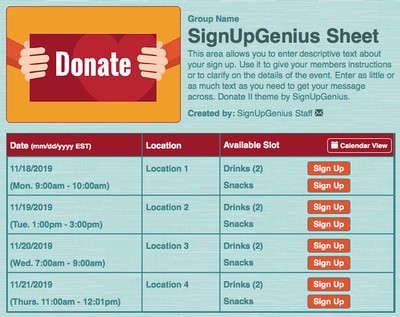 Donate
Group Name
SignUpGenius Sheet
This area allows you to enter descriptive text about
your sign up. Use it to give your members instructions
or to clarify on the details of the event. Enter as little or
as much text as you need to get your message
across. Donate II theme by SignUpGenius.
Created by: SignUpGenius Staff
Date (mm/dd/yyyy EST) Location Available Slot Calendar View
11/18/2019 Location 1 Drinks (2) Sign Up
(Mon. 9:00am - 10:00am) Snacks Sign Up
11/19/2019 Location 2 Drinks (2) Sign Up
(Tue. 1:00pm - 3:00pm) Snacks Sign Up
11/20/2019 Location 3 Drinks (2) Sign Up
(Wed. 7:00am - 9:00am) Snacks Sign Up
11/21/2019 Location 4 Drinks (2) Sign Up
(Thurs. 11:00am - 12:01pm) Snacks Sign Up